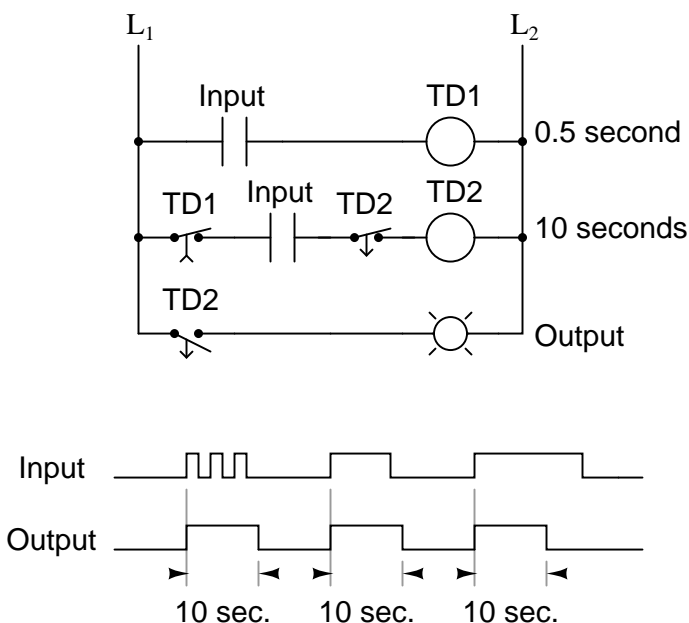 L1 L2
Input TD1
0.5 second
TD1 Input TD2 TD2
10 seconds
TD2
Output
Input
Output
10 sec. 10 sec. 10 sec.